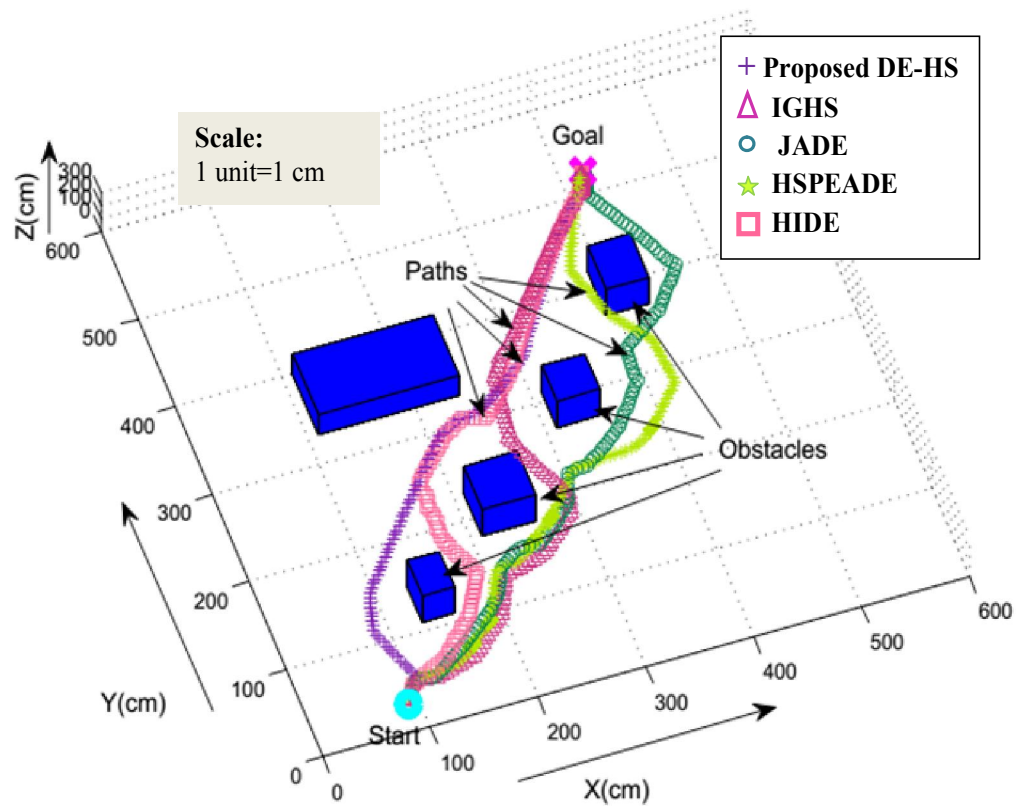 Proposed DE-HS
IGHS
JADE
HSPEADE
HIDE
Scale:
1 unit=1 cm
Goal
Z(cm)
300
200
100
0
600
500
400
300
200
100
0
Y(cm)
Paths
Obstacles
Start
0
100
200
300
400
500
600
X(cm)